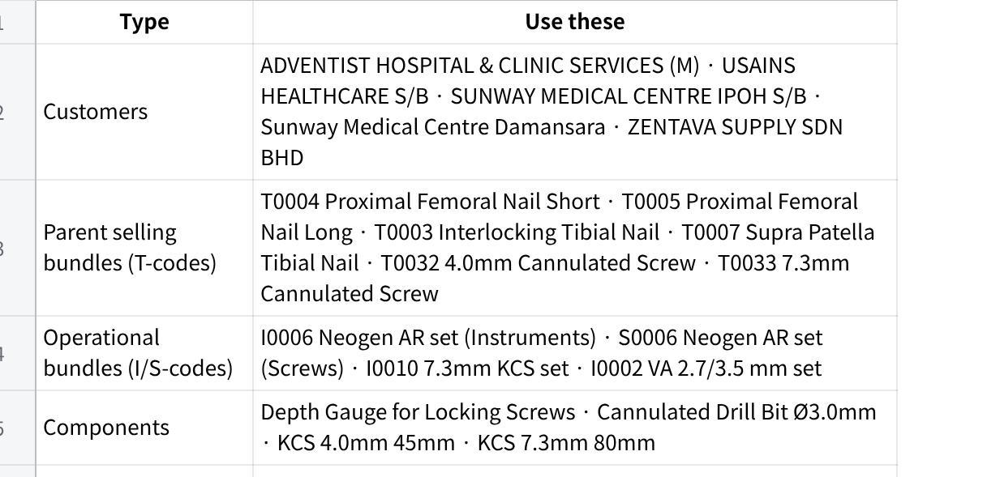 1
Type
Use these
2
Customers
ADVENTIST HOSPITAL & CLINIC SERVICES (M) · USAINS
HEALTHCARE S/B · SUNWAY MEDICAL CENTRE IPOH S/B ·
Sunway Medical Centre Damansara · ZENTAVA SUPPLY SDN
BHD
3
Parent selling
bundles (T-codes)
T0004 Proximal Femoral Nail Short · T0005 Proximal Femoral
Nail Long · T0003 Interlocking Tibial Nail · T0007 Supra Patella
Tibial Nail · T0032 4.0mm Cannulated Screw · T0033 7.3mm
Cannulated Screw
4
Operational
bundles (I/S-codes)
I0006 Neogen AR set (Instruments) · S0006 Neogen AR set
(Screws) · I0010 7.3mm KCS set · I0002 VA 2.7/3.5 mm set
5
Components
Depth Gauge for Locking Screws · Cannulated Drill Bit Ø3.0mm
· KCS 4.0mm 45mm · KCS 7.3mm 80mm